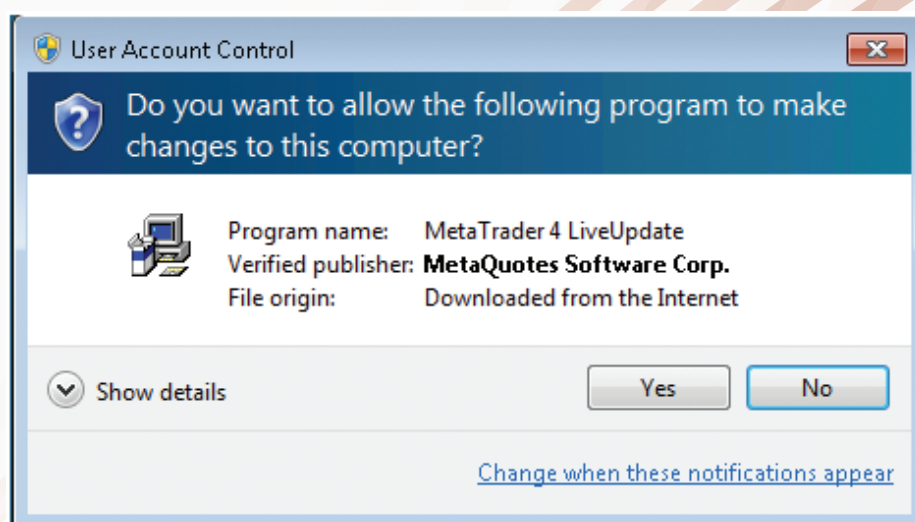 User Account Control
Do you want to allow the following program to make
changes to this computer?
Program name: MetaTrader 4 LiveUpdate
Verified publisher: MetaQuotes Software Corp.
File origin: Downloaded from the Internet
Show details
Yes
No
Change when these notifications appear